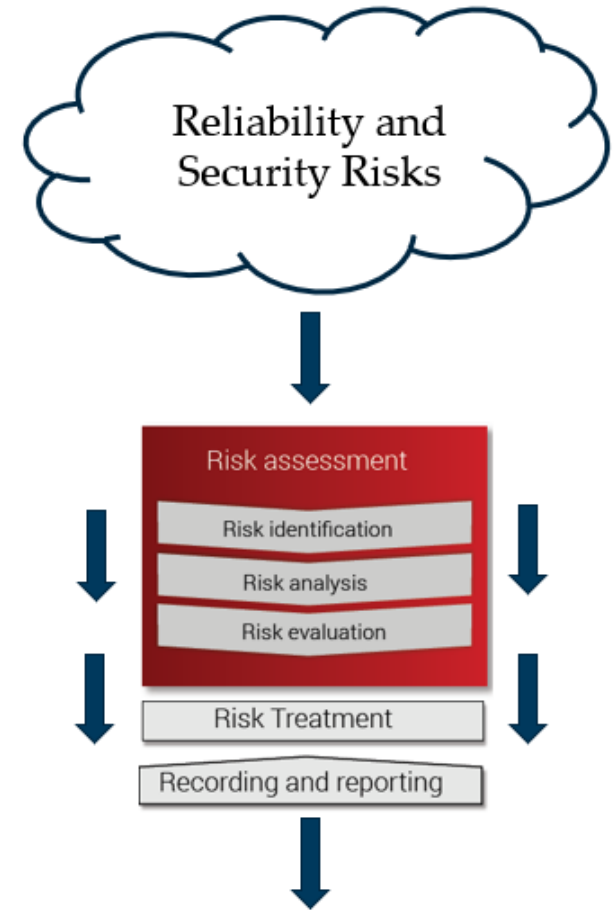 Reliability and
Security Risks
Risk assessment
Risk identification
Risk analysis
Risk evaluation
Risk Treatment
Recording and reporting